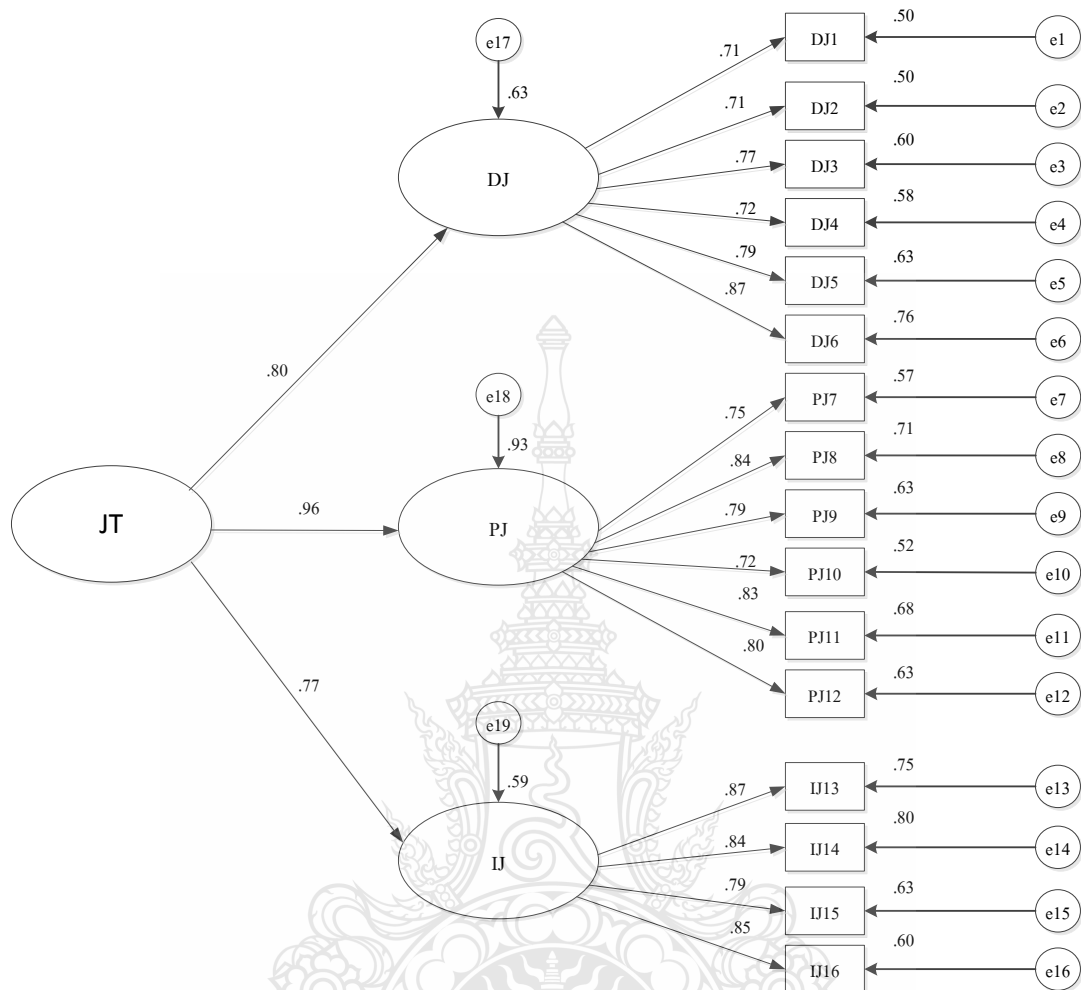 e17
.63
DJ
.71
DJ1
.50
e1
.71
DJ2
.50
e2
.77
DJ3
.60
e3
.72
DJ4
.58
e4
.79
DJ5
.63
e5
.87
DJ6
.76
e6
.80
JT
.96
.77
e18
.93
PJ
.75
PJ7
.57
e7
.84
PJ8
.71
e8
.79
PJ9
.63
e9
.72
PJ10
.52
e10
.83
PJ11
.68
e11
.80
PJ12
.63
e12
e19
.59
IJ
.87
IJ13
.75
e13
.84
IJ14
.80
e14
.79
IJ15
.63
e15
.85
IJ16
.60
e16